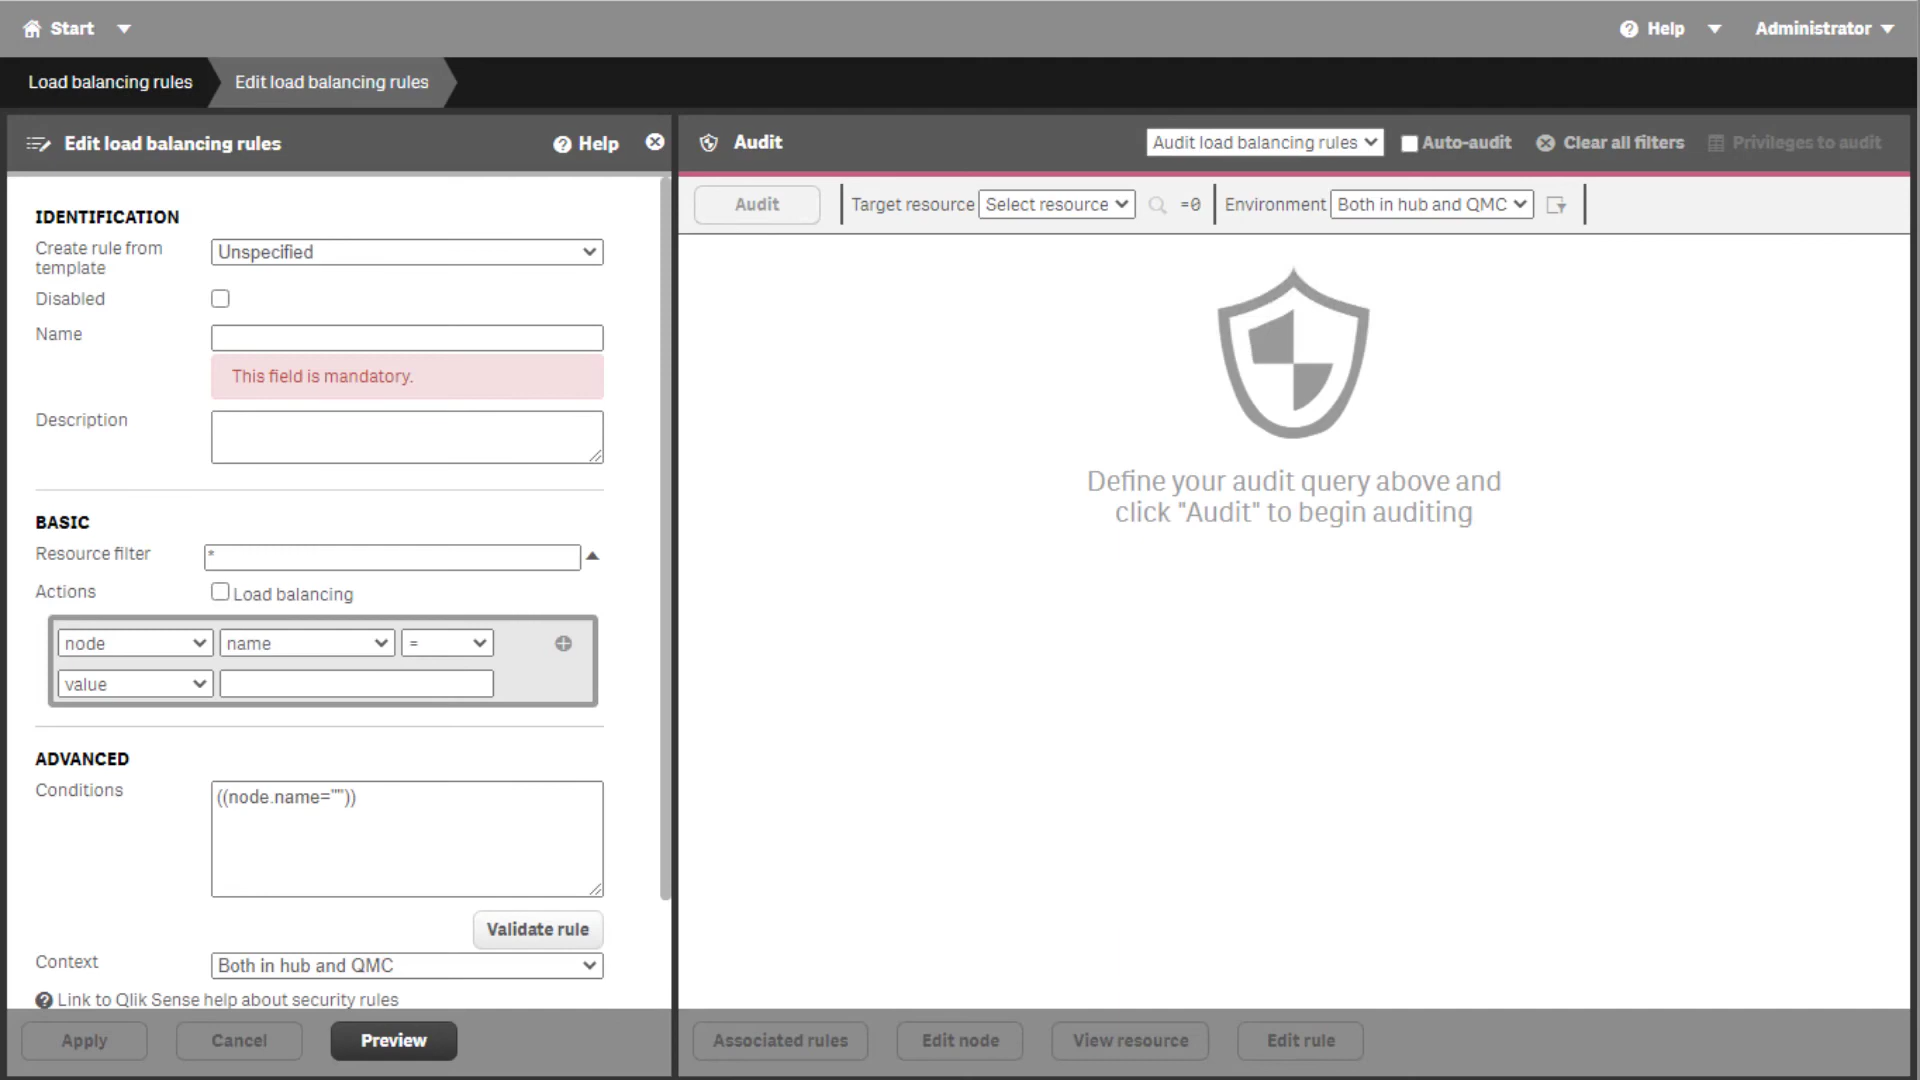 Start
Help
Administrator
Load balancing rules
Edit load balancing rules
Edit load balancing rules
Help
Audit
Audit load balancing rules
Auto-audit
Clear all filters
Privileges to audit
Audit
Target resource
Select resource
=0
Environment
Both in hub and QMC
IDENTIFICATION
Create rule from
template
Unspecified
Disabled
Name
This field is mandatory.
Description
Define your audit query above and
click "Audit" to begin auditing
BASIC
Resource filter
*
Actions
Load balancing
node
name
=
value
ADVANCED
Conditions
((node.name=""))
Validate rule
Context
Both in hub and QMC
Link to Qlik Sense help about security rules
Apply
Cancel
Preview
Associated rules
Edit node
View resource
Edit rule